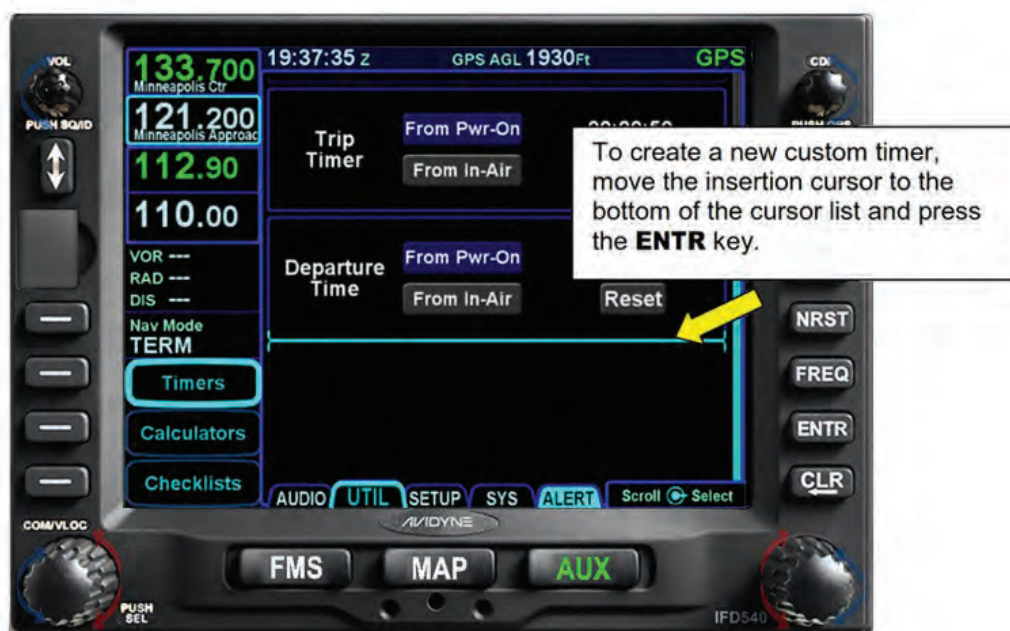 VOL
PUSH SQ/ID
133.700
Minneapolis Ctr
121.200
Minneapolis Approac
112.90
110.00
VOR ---
RAD ---
DIS ---
Nav Mode
TERM
Timers
Calculators
Checklists
COM/VLOC
PUSH
SEL
19:37:35 Z GPS AGL 1930Ft GPS
Trip
Timer
From Pwr-On
From In-Air
Departure
Time
From Pwr-On
From In-Air
Reset
To create a new custom timer,
move the insertion cursor to the
bottom of the cursor list and press
the ENTR key.
AUDIO UTIL SETUP SYS ALERT Scroll Select
AVIDYNE
FMS MAP AUX
CDI
NRST
FREQ
ENTR
CLR
IFD540